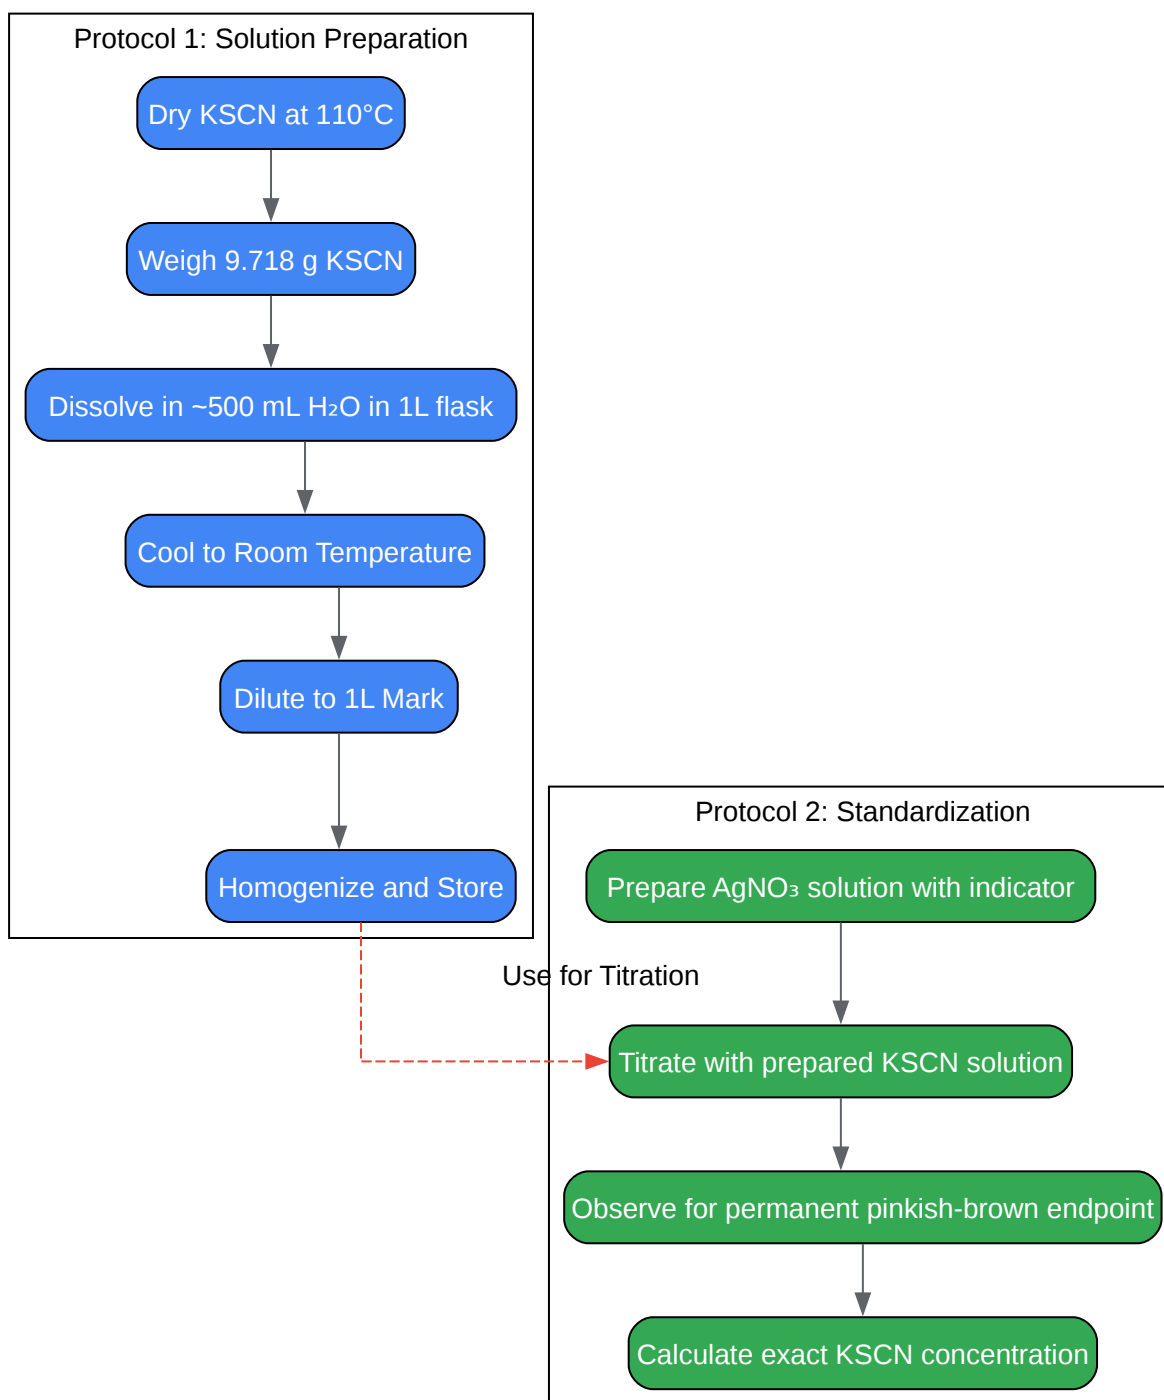 Protocol 1: Solution Preparation
Dry KSCN at 110°C
Weigh 9.718 g KSCN
Dissolve in ~500 mL H₂O in 1L flask
Cool to Room Temperature
Dilute to 1L Mark
Homogenize and Store
Use for Titration
Protocol 2: Standardization
Prepare AgNO₃ solution with indicator
Titrate with prepared KSCN solution
Observe for permanent pinkish-brown endpoint
Calculate exact KSCN concentration